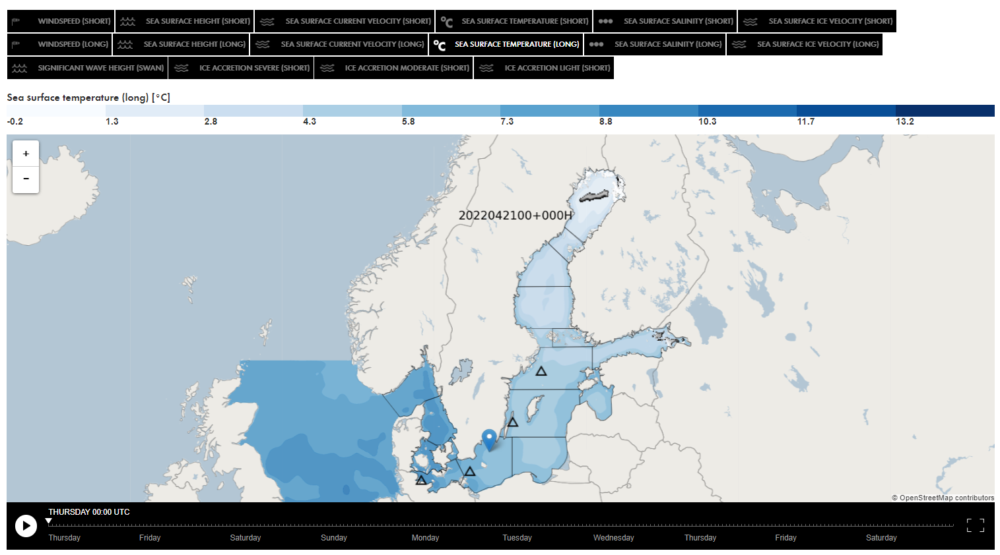 WINDSPEED (SHORT) SEA SURFACE HEIGHT (SHORT) SEA SURFACE CURRENT VELOCITY (SHORT) °C SEA SURFACE TEMPERATURE (SHORT) SEA SURFACE SALINITY (SHORT) SEA SURFACE ICE VELOCITY (SHORT)
WINDSPEED (LONG) SEA SURFACE HEIGHT (LONG) SEA SURFACE CURRENT VELOCITY (LONG) °C SEA SURFACE TEMPERATURE (LONG) SEA SURFACE SALINITY (LONG) SEA SURFACE ICE VELOCITY (LONG)
SIGNIFICANT WAVE HEIGHT (SWAN) ICE ACCRETION SEVERE (SHORT) ICE ACCRETION MODERATE (SHORT) ICE ACCRETION LIGHT (SHORT)
Sea surface temperature (long) [°C]
-0.2 1.3 2.8 4.3 5.8 7.3 8.8 10.3 11.7 13.2
+
−
2022042100+000H
© OpenStreetMap contributors
THURSDAY 00:00 UTC
Thursday Friday Saturday Sunday Monday Tuesday Wednesday Thursday Friday Saturday